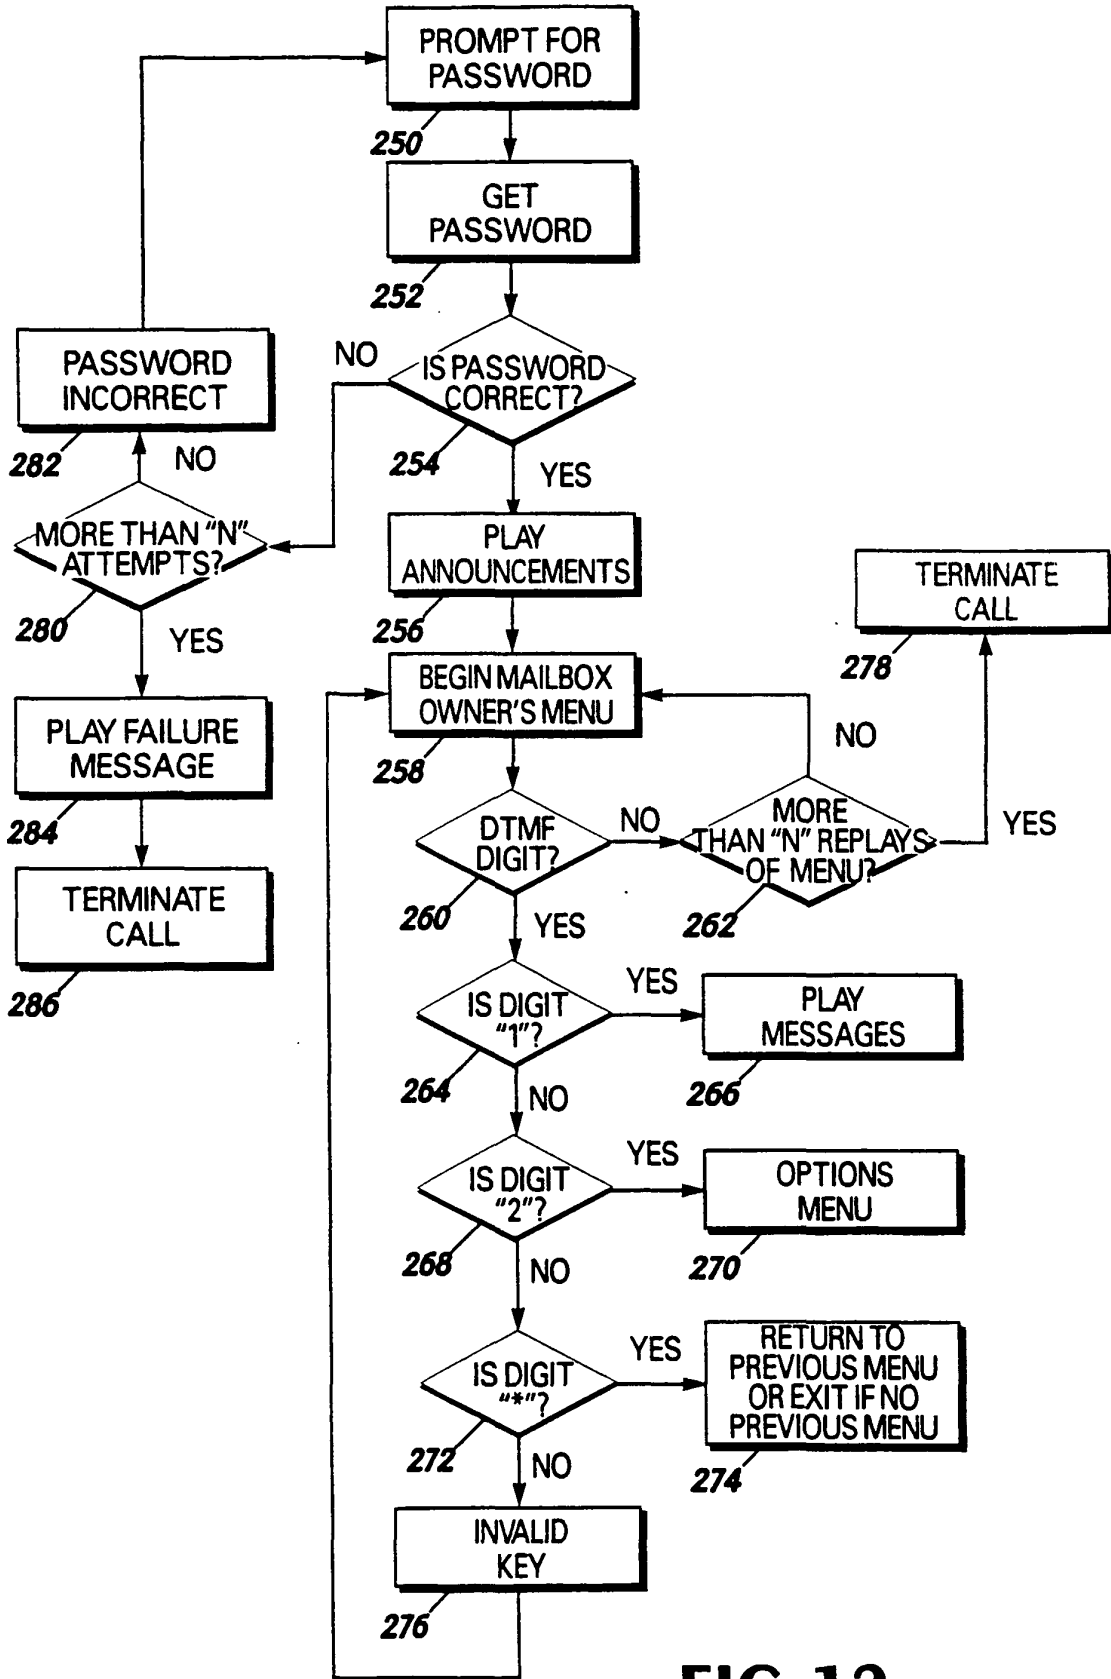 PROMPT FOR
PASSWORD
250
GET
PASSWORD
252
IS PASSWORD
CORRECT?
254
NO
YES
PASSWORD
INCORRECT
282
NO
MORE THAN “N”
ATTEMPTS?
280
YES
PLAY FAILURE
MESSAGE
284
TERMINATE
CALL
286
PLAY
ANNOUNCEMENTS
256
BEGIN MAILBOX
OWNER'S MENU
258
DTMF
DIGIT?
260
NO
YES
MORE
THAN “N” REPLAYS
OF MENU?
262
NO
YES
TERMINATE
CALL
278
IS DIGIT
“1”?
264
YES
NO
PLAY
MESSAGES
266
IS DIGIT
“2”?
268
YES
NO
OPTIONS
MENU
270
IS DIGIT
“*”?
272
YES
NO
RETURN TO
PREVIOUS MENU
OR EXIT IF NO
PREVIOUS MENU
274
INVALID
KEY
276